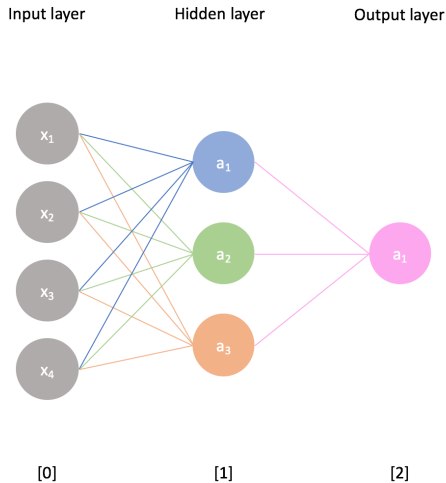 Input layer Hidden layer Output layer
x₁
a₁
x₂
a₂
a₁
x₃
a₃
x₄
[0] [1] [2]